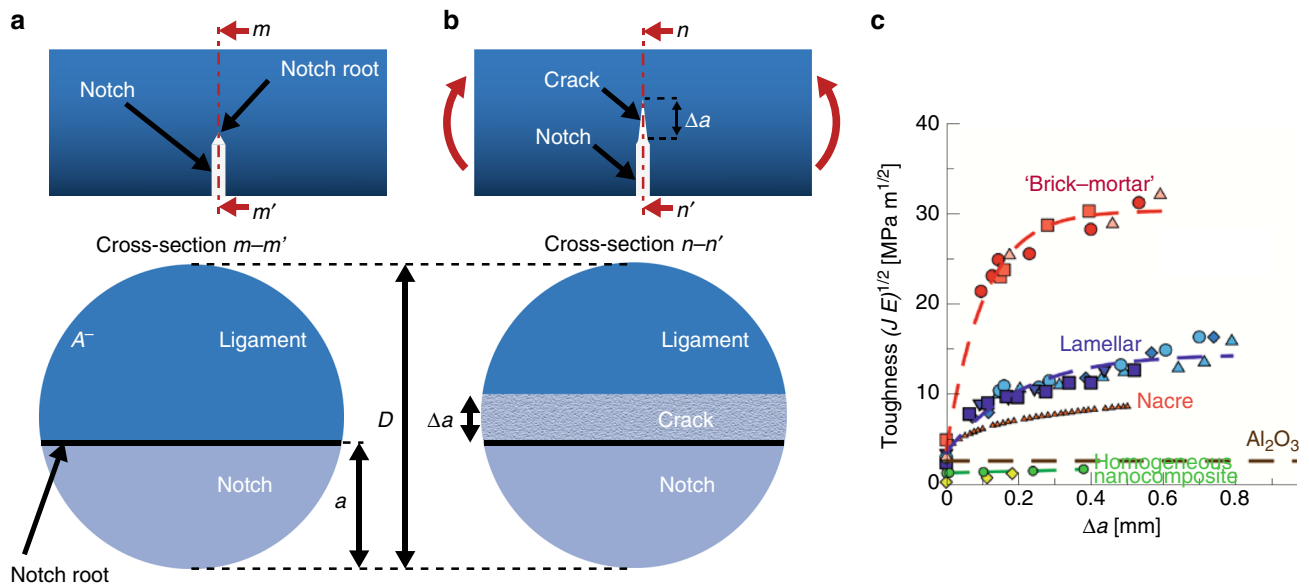 a
m
Notch root
Notch
m′
Cross-section m–m′
A–
Ligament
Notch
a
D
Notch root
b
n
Crack
Δa
Notch
n′
Cross-section n–n′
Ligament
Δa
Crack
Notch
c
Toughness (J E)1/2 [MPa m1/2]
40
30
20
10
0
'Brick–mortar'
Lamellar
Nacre
Al2O3
Homogeneous
nanocomposite
0
0.2
0.4
0.6
0.8
Δa [mm]